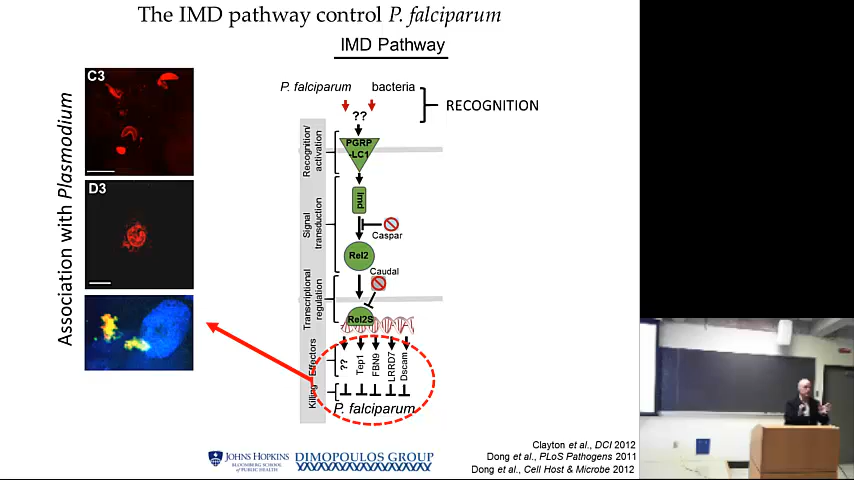 The IMD pathway control P. falciparum
IMD Pathway
P. falciparum
bacteria
RECOGNITION
??
PGRP
-LC1
Imd
Caspar
Rel2
Caudal
Rel2S
Recognition/
activation
Signal
transduction
Transcriptional
regulation
Effectors
Killing
??
Tep1
FBN9
LRRD7
Dscam
P. falciparum
Association with Plasmodium
C3
D3
Clayton et al., DCI 2012
Dong et al., PLoS Pathogens 2011
Dong et al., Cell Host & Microbe 2012
JOHNS HOPKINS
BLOOMBERG SCHOOL
of PUBLIC HEALTH
DIMOPOULOS GROUP